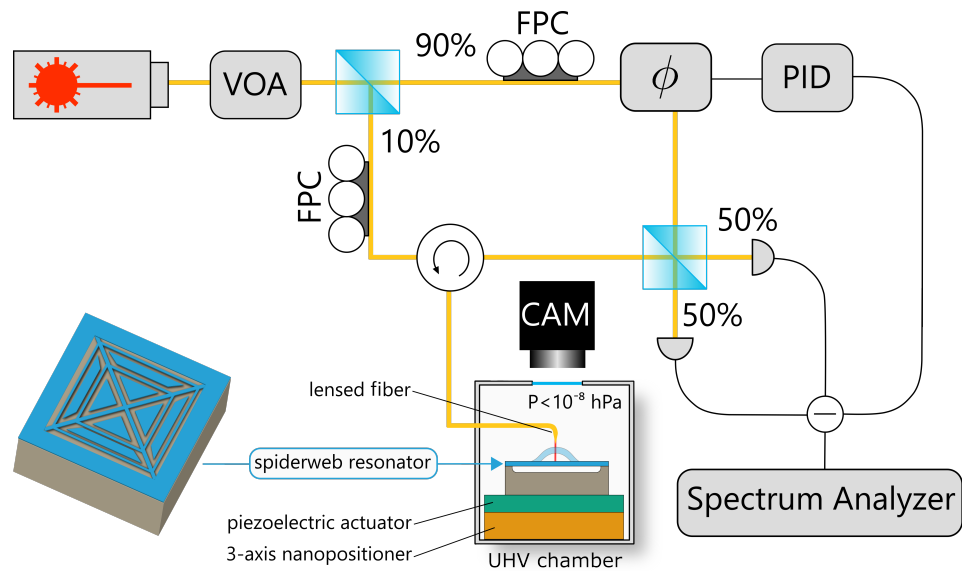 FPC
90%
VOA
ϕ
PID
10%
FPC
50%
50%
CAM
lensed fiber
P<10⁻⁸ hPa
spiderweb resonator
Spectrum Analyzer
piezoelectric actuator
3-axis nanopositioner
UHV chamber